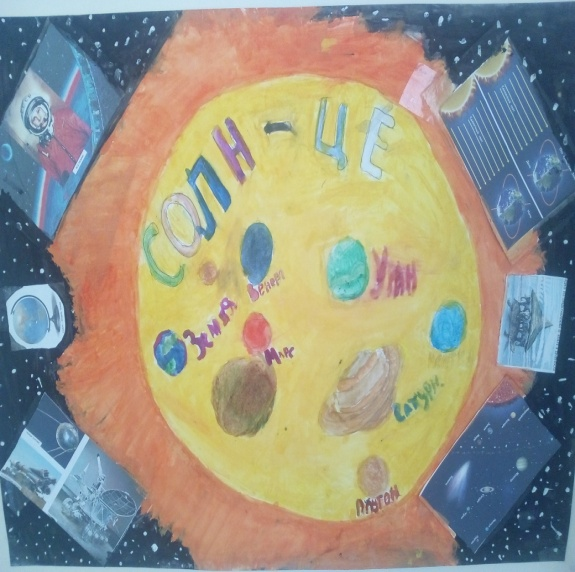 СОЛН-ЦЕ
Венера
Уран
Земля
Марс
Сатурн
Плутон